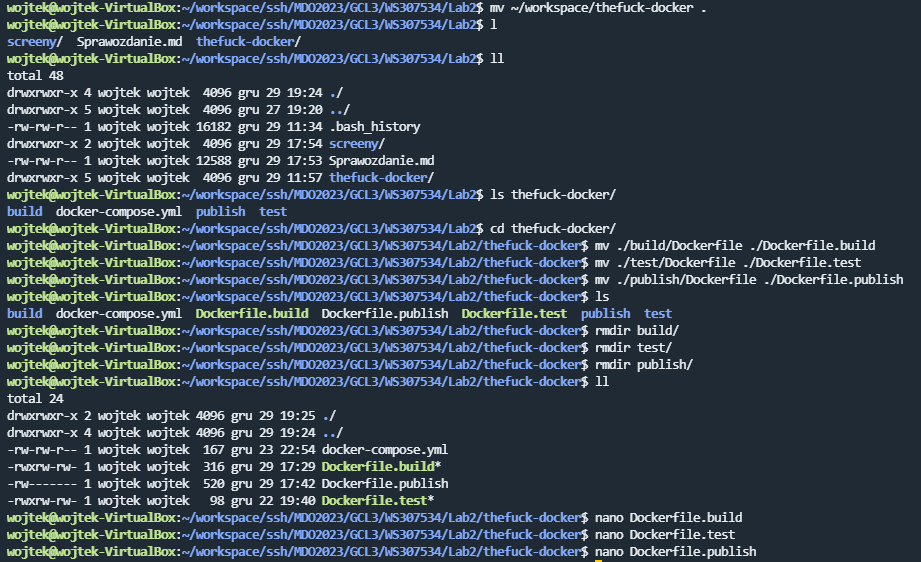 wojtek@wojtek-VirtualBox:~/workspace/ssh/MDO2023/GCL3/WS307534/Lab2$ mv ~/workspace/thefuck-docker .
wojtek@wojtek-VirtualBox:~/workspace/ssh/MDO2023/GCL3/WS307534/Lab2$ l
screeny/  Sprawozdanie.md  thefuck-docker/
wojtek@wojtek-VirtualBox:~/workspace/ssh/MDO2023/GCL3/WS307534/Lab2$ ll
total 48
drwxrwxr-x 4 wojtek wojtek  4096 gru 29 19:24 ./
drwxrwxr-x 5 wojtek wojtek  4096 gru 27 19:20 ../
-rw-rw-r-- 1 wojtek wojtek 16182 gru 29 11:34 .bash_history
drwxrwxr-x 2 wojtek wojtek  4096 gru 29 17:54 screeny/
-rw-rw-r-- 1 wojtek wojtek 12588 gru 29 17:53 Sprawozdanie.md
drwxrwxr-x 5 wojtek wojtek  4096 gru 29 11:57 thefuck-docker/
wojtek@wojtek-VirtualBox:~/workspace/ssh/MDO2023/GCL3/WS307534/Lab2$ ls thefuck-docker/
build  docker-compose.yml  publish  test
wojtek@wojtek-VirtualBox:~/workspace/ssh/MDO2023/GCL3/WS307534/Lab2$ cd thefuck-docker/
wojtek@wojtek-VirtualBox:~/workspace/ssh/MDO2023/GCL3/WS307534/Lab2/thefuck-docker$ mv ./build/Dockerfile ./Dockerfile.build
wojtek@wojtek-VirtualBox:~/workspace/ssh/MDO2023/GCL3/WS307534/Lab2/thefuck-docker$ mv ./test/Dockerfile ./Dockerfile.test
wojtek@wojtek-VirtualBox:~/workspace/ssh/MDO2023/GCL3/WS307534/Lab2/thefuck-docker$ mv ./publish/Dockerfile ./Dockerfile.publish
wojtek@wojtek-VirtualBox:~/workspace/ssh/MDO2023/GCL3/WS307534/Lab2/thefuck-docker$ ls
build  docker-compose.yml  Dockerfile.build  Dockerfile.publish  Dockerfile.test  publish  test
wojtek@wojtek-VirtualBox:~/workspace/ssh/MDO2023/GCL3/WS307534/Lab2/thefuck-docker$ rmdir build/
wojtek@wojtek-VirtualBox:~/workspace/ssh/MDO2023/GCL3/WS307534/Lab2/thefuck-docker$ rmdir test/
wojtek@wojtek-VirtualBox:~/workspace/ssh/MDO2023/GCL3/WS307534/Lab2/thefuck-docker$ rmdir publish/
wojtek@wojtek-VirtualBox:~/workspace/ssh/MDO2023/GCL3/WS307534/Lab2/thefuck-docker$ ll
total 24
drwxrwxr-x 2 wojtek wojtek 4096 gru 29 19:25 ./
drwxrwxr-x 4 wojtek wojtek 4096 gru 29 19:24 ../
-rw-rw-r-- 1 wojtek wojtek  167 gru 23 22:54 docker-compose.yml
-rwxrw-rw- 1 wojtek wojtek  316 gru 29 17:29 Dockerfile.build*
-rw------- 1 wojtek wojtek  520 gru 29 17:42 Dockerfile.publish
-rwxrw-rw- 1 wojtek wojtek   98 gru 22 19:40 Dockerfile.test*
wojtek@wojtek-VirtualBox:~/workspace/ssh/MDO2023/GCL3/WS307534/Lab2/thefuck-docker$ nano Dockerfile.build
wojtek@wojtek-VirtualBox:~/workspace/ssh/MDO2023/GCL3/WS307534/Lab2/thefuck-docker$ nano Dockerfile.test
wojtek@wojtek-VirtualBox:~/workspace/ssh/MDO2023/GCL3/WS307534/Lab2/thefuck-docker$ nano Dockerfile.publish